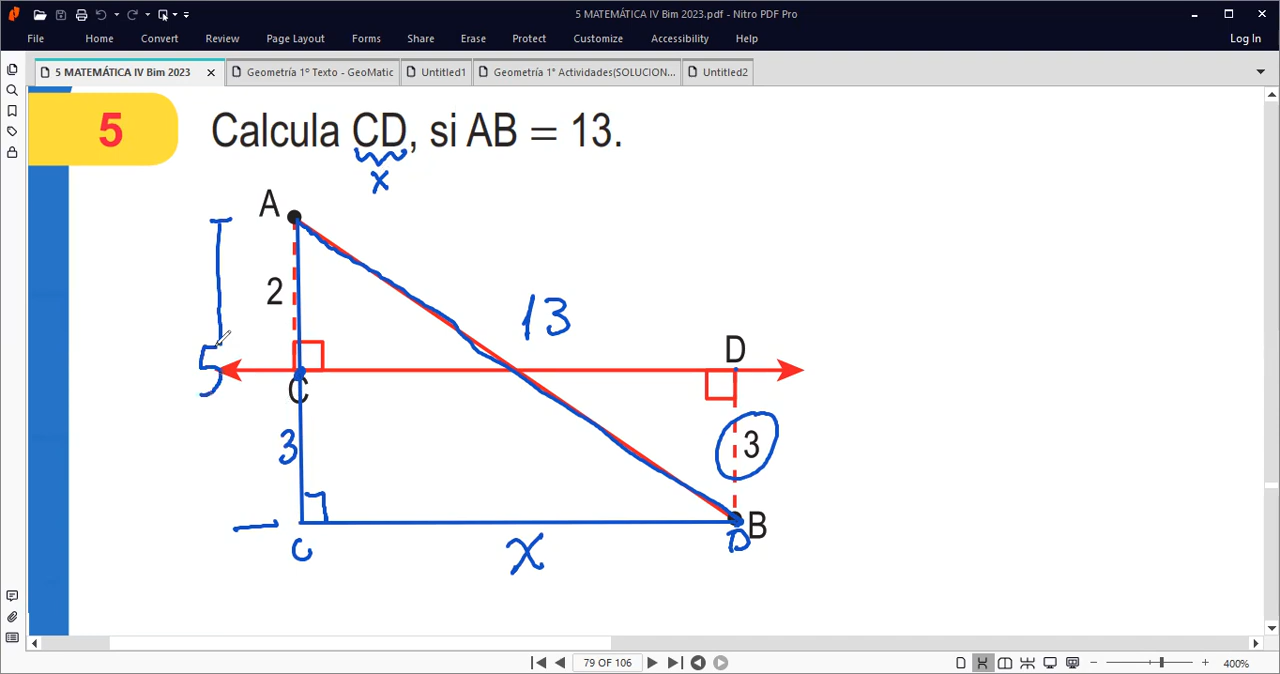 5 MATEMÁTICA IV Bim 2023.pdf - Nitro PDF Pro
File Home Convert Review Page Layout Forms Share Erase Protect Customize Accessibility Help Log In
5 MATEMÁTICA IV Bim 2023 Geometría 1º Texto - GeoMatic Untitled1 Geometría 1° Actividades(SOLUCION... Untitled2
5 Calcula CD, si AB = 13.
x
A
2
13
D
5
C
3
3
B
C
x
D
79 OF 106
400%